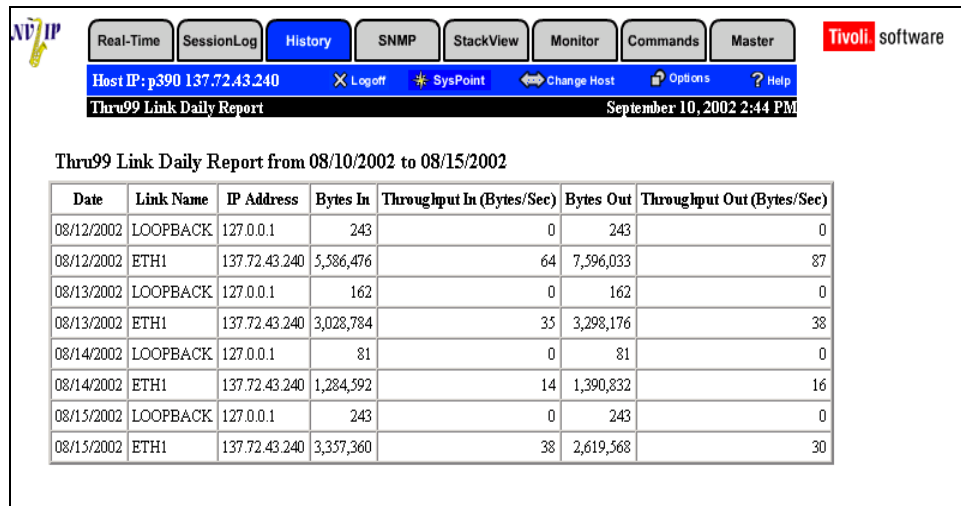 NV IP Real-Time SessionLog History SNMP StackView Monitor Commands Master Tivoli software
Host IP: p390 137.72.43.240 Logoff SysPoint Change Host Options ? Help
Thru99 Link Daily Report September 10, 2002 2:44 PM
Thru99 Link Daily Report from 08/10/2002 to 08/15/2002
Date Link Name IP Address Bytes In Throughput In (Bytes/Sec) Bytes Out Throughput Out (Bytes/Sec)
08/12/2002 LOOPBACK 127.0.0.1 243 0 243 0
08/12/2002 ETH1 137.72.43.240 5,586,476 64 7,596,033 87
08/13/2002 LOOPBACK 127.0.0.1 162 0 162 0
08/13/2002 ETH1 137.72.43.240 3,028,784 35 3,298,176 38
08/14/2002 LOOPBACK 127.0.0.1 81 0 81 0
08/14/2002 ETH1 137.72.43.240 1,284,592 14 1,390,832 16
08/15/2002 LOOPBACK 127.0.0.1 243 0 243 0
08/15/2002 ETH1 137.72.43.240 3,357,360 38 2,619,568 30